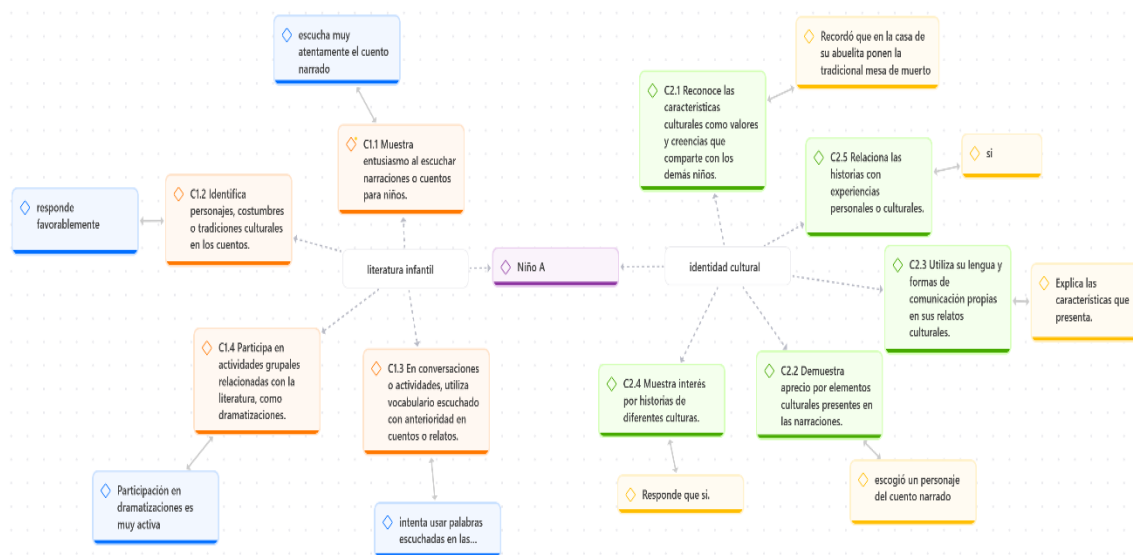 escucha muy
atentamente el cuento
narrado
C1.1 Muestra
entusiasmo al escuchar
narraciones o cuentos
para niños.
C1.2 Identifica
personajes, costumbres
o tradiciones culturales
en los cuentos.
responde
favorablemente
literatura infantil
Niño A
identidad cultural
C1.4 Participa en
actividades grupales
relacionadas con la
literatura, como
dramatizaciones.
Participación en
dramatizaciones es
muy activa
C1.3 En conversaciones
o actividades, utiliza
vocabulario escuchado
con anterioridad en
cuentos o relatos.
intenta usar palabras
escuchadas en las...
Recordó que en la casa de
su abuelita ponen la
tradicional mesa de muerto
C2.1 Reconoce las
características
culturales como valores
y creencias que
comparte con los
demás niños.
C2.5 Relaciona las
historias con
experiencias
personales o culturales.
si
C2.3 Utiliza su lengua y
formas de
comunicación propias
en sus relatos
culturales.
Explica las
características que
presenta.
C2.4 Muestra interés
por historias de
diferentes culturas.
Responde que si.
C2.2 Demuestra
aprecio por elementos
culturales presentes en
las narraciones.
escogió un personaje
del cuento narrado